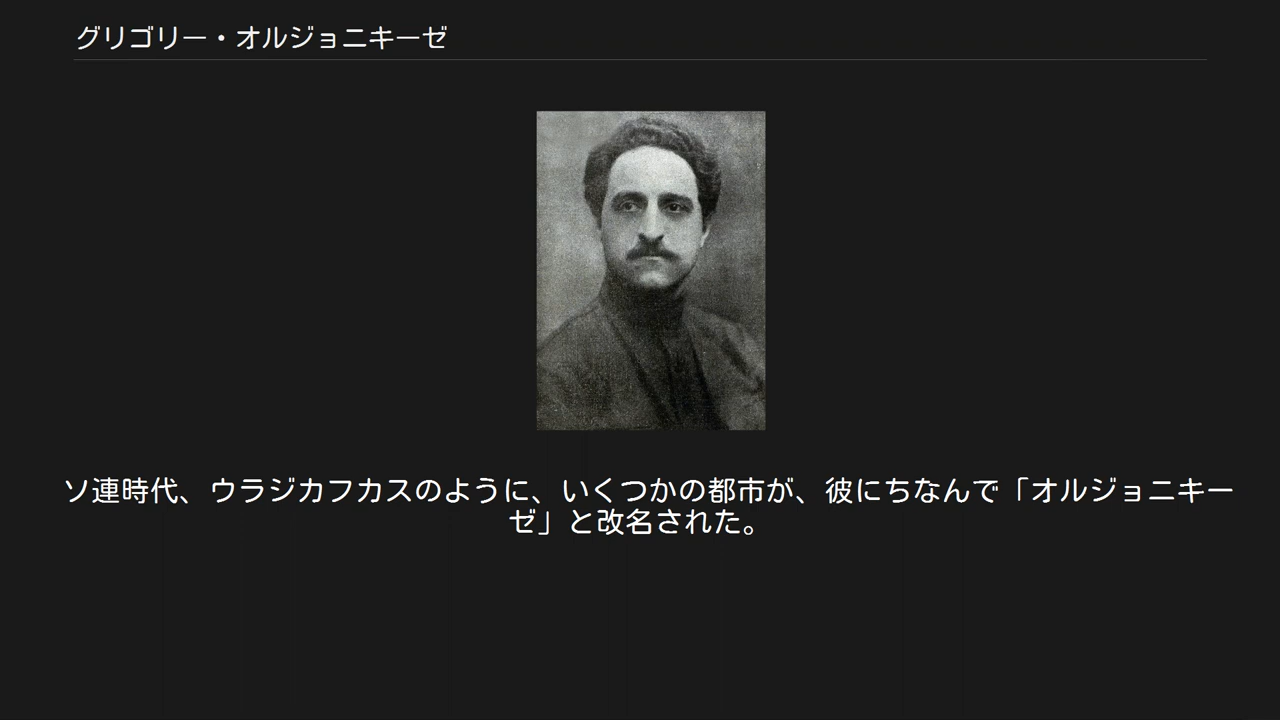 グリゴリー・オルジョニキーゼ
ソ連時代、ウラジカフカスのように、いくつかの都市が、彼にちなんで「オルジョニキー
ゼ」と改名された。